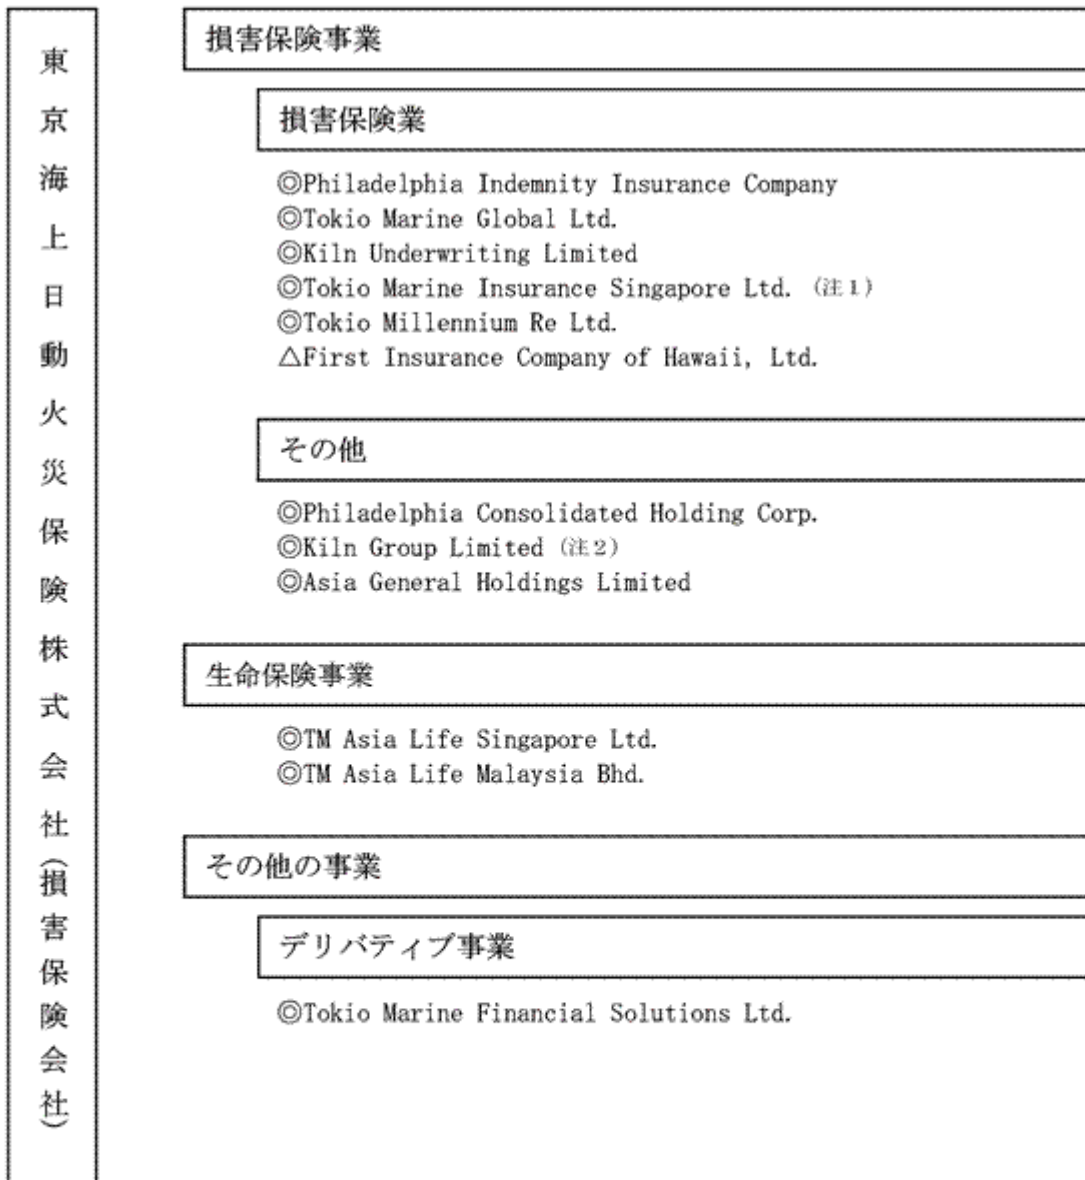 東京海上日動火災保険株式会社(損害保険会社)
損害保険事業
損害保険業
◎Philadelphia Indemnity Insurance Company
◎Tokio Marine Global Ltd.
◎Kiln Underwriting Limited
◎Tokio Marine Insurance Singapore Ltd. (注1)
◎Tokio Millennium Re Ltd.
△First Insurance Company of Hawaii, Ltd.
その他
◎Philadelphia Consolidated Holding Corp.
◎Kiln Group Limited (注2)
◎Asia General Holdings Limited
生命保険事業
◎TM Asia Life Singapore Ltd.
◎TM Asia Life Malaysia Bhd.
その他の事業
デリバティブ事業
◎Tokio Marine Financial Solutions Ltd.